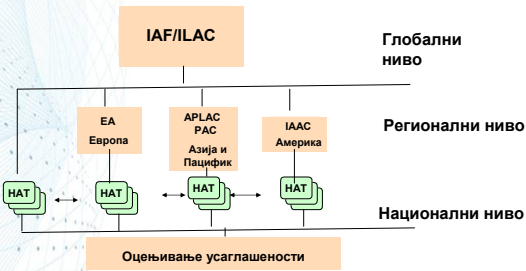 IAF/ILAC
Глобални
ниво
EA
Европа
APLAC
PAC
Азија и
Пацифик
IAAC
Америка
Регионални ниво
НАТ
НАТ
НАТ
НАТ
Национални ниво
Оцењивање усаглашености